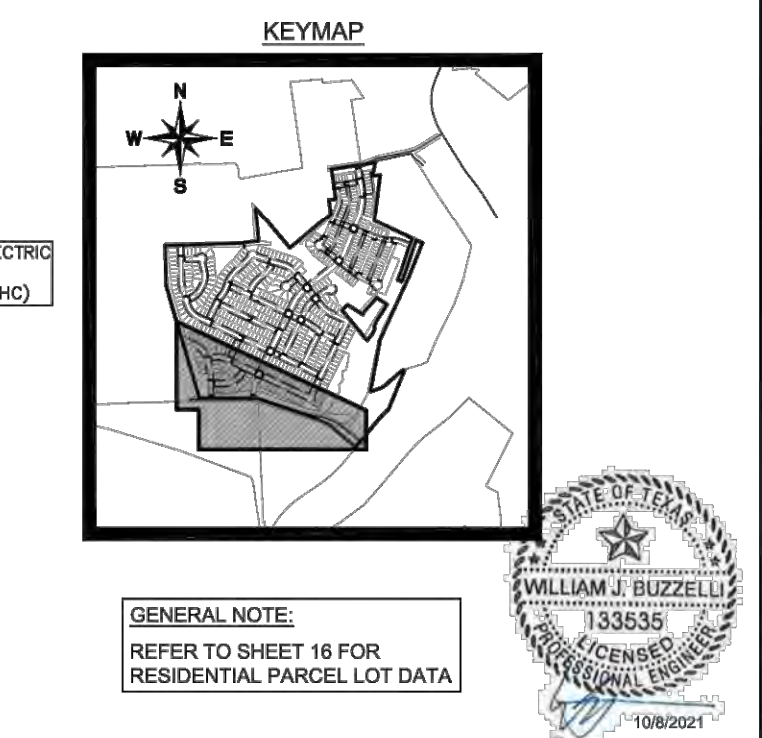 KEYMAP
N
W E
S
ECTRIC
HC)
GENERAL NOTE:
REFER TO SHEET 16 FOR
RESIDENTIAL PARCEL LOT DATA
STATE OF TEXAS
WILLIAM J. BUZZELLI
133535
LICENSED
PROFESSIONAL ENGINEER
10/8/2021